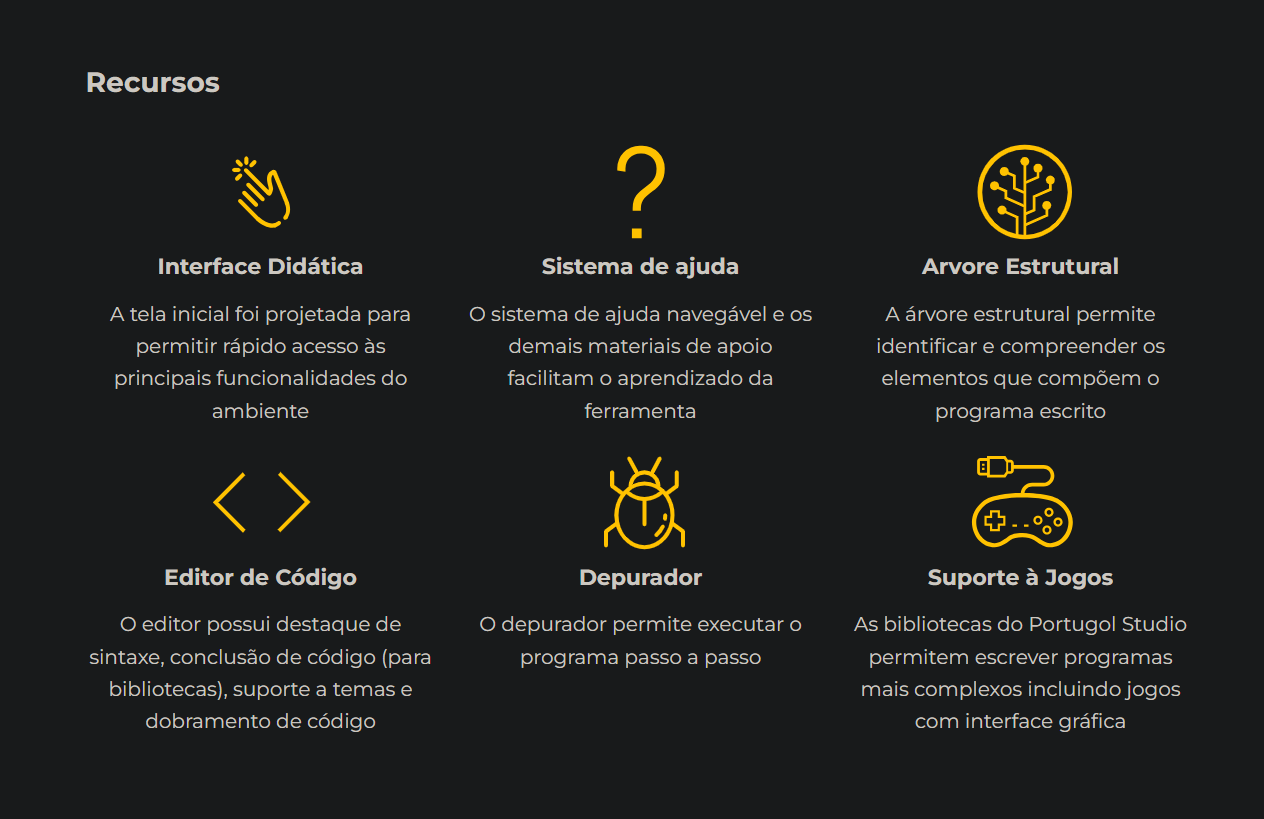 Recursos
Interface Didática
A tela inicial foi projetada para
permitir rápido acesso às
principais funcionalidades do
ambiente
Sistema de ajuda
O sistema de ajuda navegável e os
demais materiais de apoio
facilitam o aprendizado da
ferramenta
Arvore Estrutural
A árvore estrutural permite
identificar e compreender os
elementos que compõem o
programa escrito
Editor de Código
O editor possui destaque de
sintaxe, conclusão de código (para
bibliotecas), suporte a temas e
dobramento de código
Depurador
O depurador permite executar o
programa passo a passo
Suporte à Jogos
As bibliotecas do Portugol Studio
permitem escrever programas
mais complexos incluindo jogos
com interface gráfica